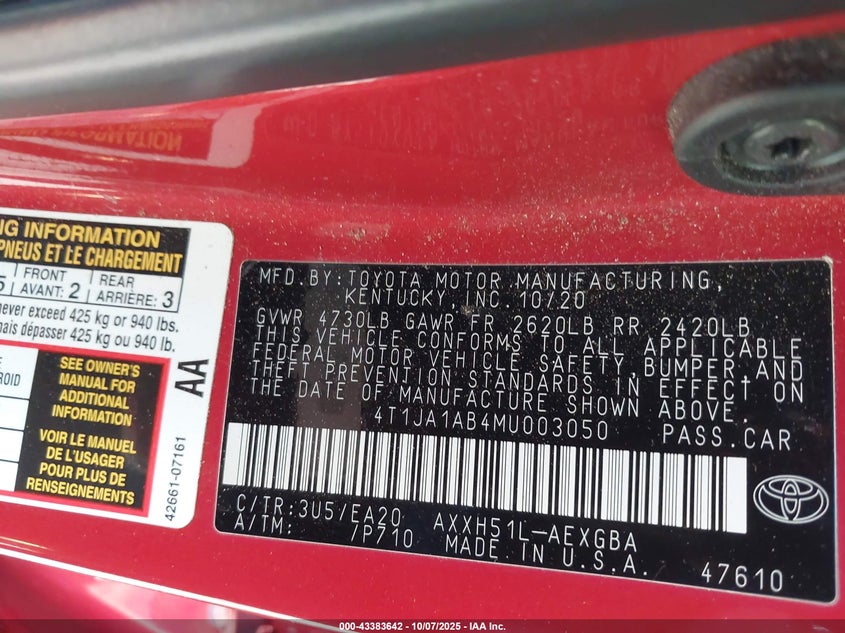 NG INFORMATION
PNEUS ET LE CHARGEMENT
5 FRONT AVANT: 2 REAR ARRIÈRE: 3
never exceed 425 kg or 940 lbs.
mais dépasser 425 kg ou 940 lb.
SEE OWNER'S
MANUAL FOR
ADDITIONAL
INFORMATION
VOIR LE MANUEL
DE L'USAGER
POUR PLUS DE
RENSEIGNEMENTS
AA
42661-07161
MFD.BY:TOYOTA MOTOR MANUFACTURING,
KENTUCKY, INC. 10/20
GVWR 4730LB GAWR FR 2620LB RR 2420LB
THIS VEHICLE CONFORMS TO ALL APPLICABLE
FEDERAL MOTOR VEHICLE SAFETY,BUMPER,AND
THEFT PREVENTION STANDARDS IN EFFECT ON
THE DATE OF MANUFACTURE SHOWN ABOVE.
4T1JA1AB4MU003050 PASS.CAR
C/TR:3U5/EA20 AXXH51L-AEXGBA
A/TM: /P710 MADE IN U.S.A.
47610
TOYOTA
000-43383642 - 10/07/2025 - IAA Inc.